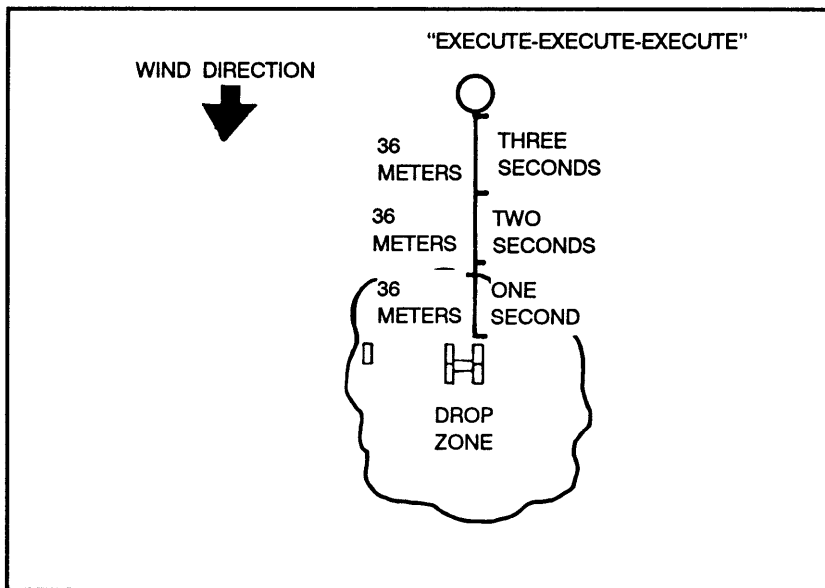 "EXECUTE-EXECUTE-EXECUTE"
WIND DIRECTION
36
METERS
THREE
SECONDS
36
METERS
TWO
SECONDS
36
METERS
ONE
SECOND
DROP
ZONE